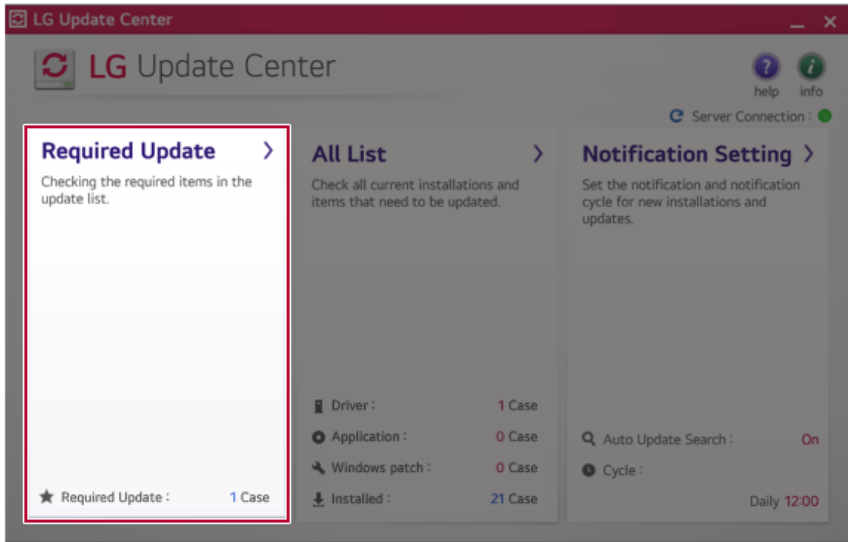 LG Update Center
LG Update Center
help
info
Server Connection :
Required Update
Checking the required items in the
update list.
Required Update : 1 Case
All List
Check all current installations and
items that need to be updated.
Driver : 1 Case
Application : 0 Case
Windows patch : 0 Case
Installed : 21 Case
Notification Setting
Set the notification and notification
cycle for new installations and
updates.
Auto Update Search : On
Cycle :
Daily 12:00